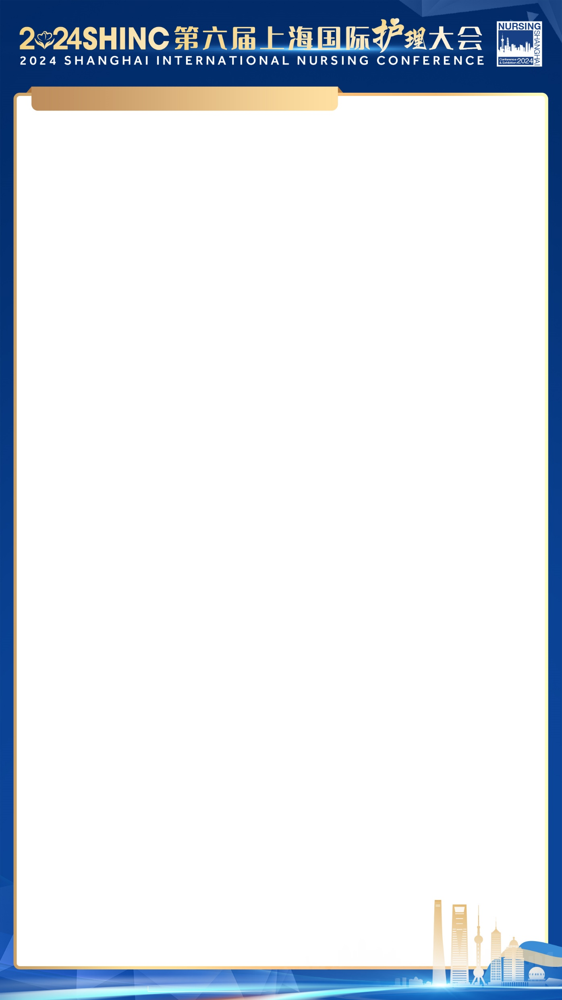 2024SHINC第六届上海国际护理大会
2024 SHANGHAI INTERNATIONAL NURSING CONFERENCE
NURSING
SHANGHAI
Conference
& Exhibition 2024